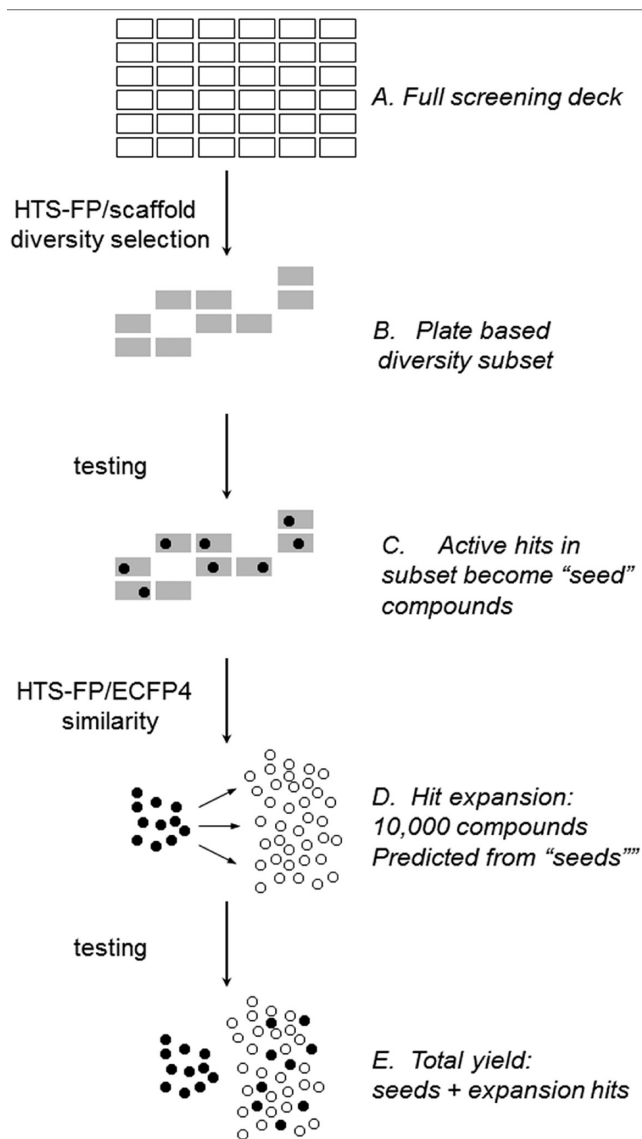 A. Full screening deck
HTS-FP/scaffold
diversity selection
B. Plate based
diversity subset
testing
C. Active hits in
subset become “seed”
compounds
HTS-FP/ECFP4
similarity
D. Hit expansion:
10,000 compounds
Predicted from “seeds””
testing
E. Total yield:
seeds + expansion hits